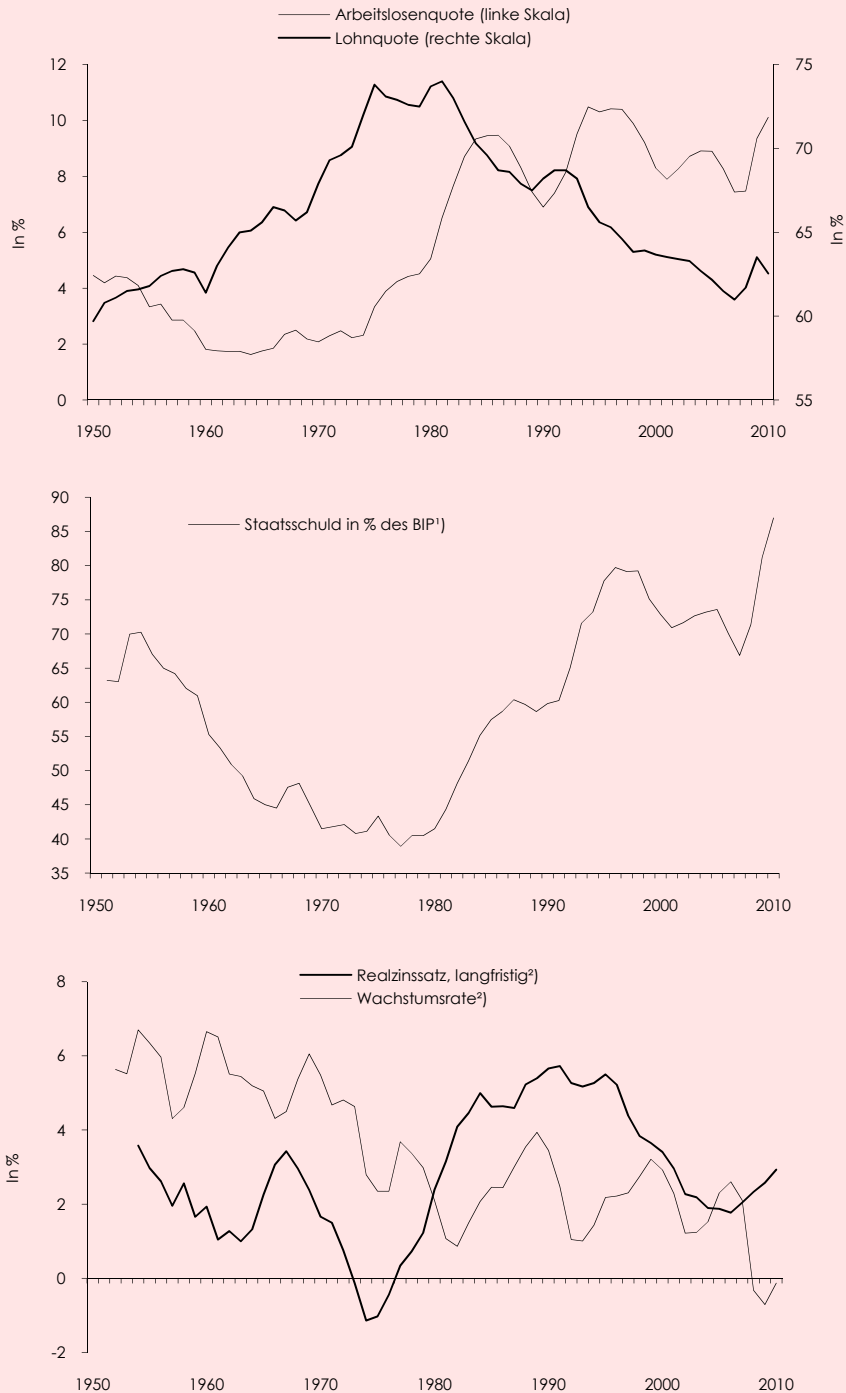 Arbeitslosenquote (linke Skala)
Lohnquote (rechte Skala)
12
10
8
6
4
2
0
In %
75
70
65
60
55
In %
1950 1960 1970 1980 1990 2000 2010
Staatsschuld in % des BIP¹)
90
85
80
75
70
65
60
55
50
45
40
35
1950 1960 1970 1980 1990 2000 2010
Realzinssatz, langfristig²)
Wachstumsrate²)
8
6
4
2
0
-2
In %
1950 1960 1970 1980 1990 2000 2010